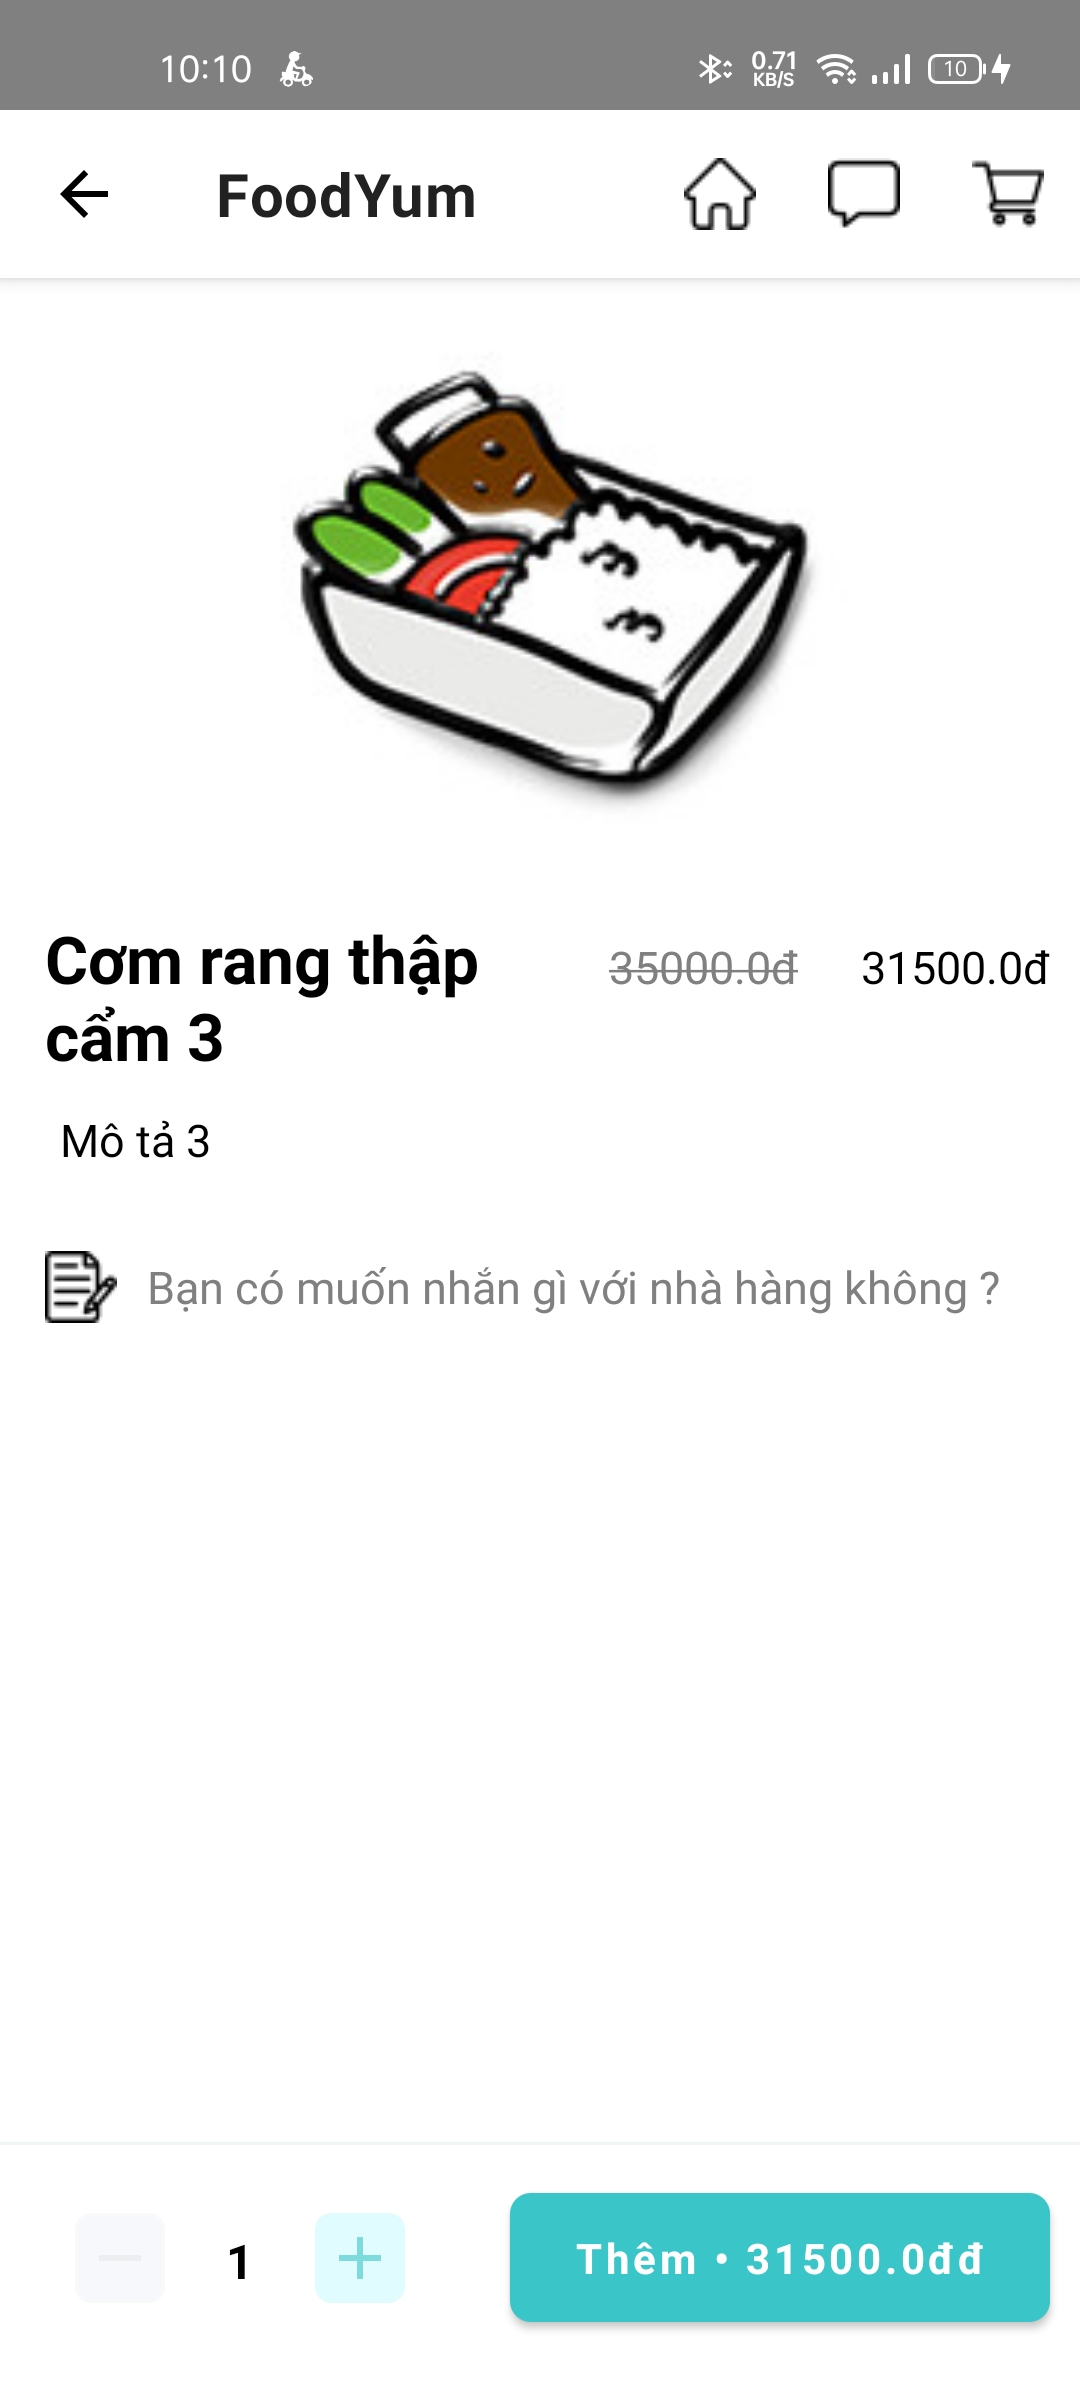 10:10
0.71
KB/S
10
FoodYum
Cơm rang thập
cẩm 3
35000.0đ
31500.0đ
Mô tả 3
Bạn có muốn nhắn gì với nhà hàng không ?
1
Thêm • 31500.0đđ